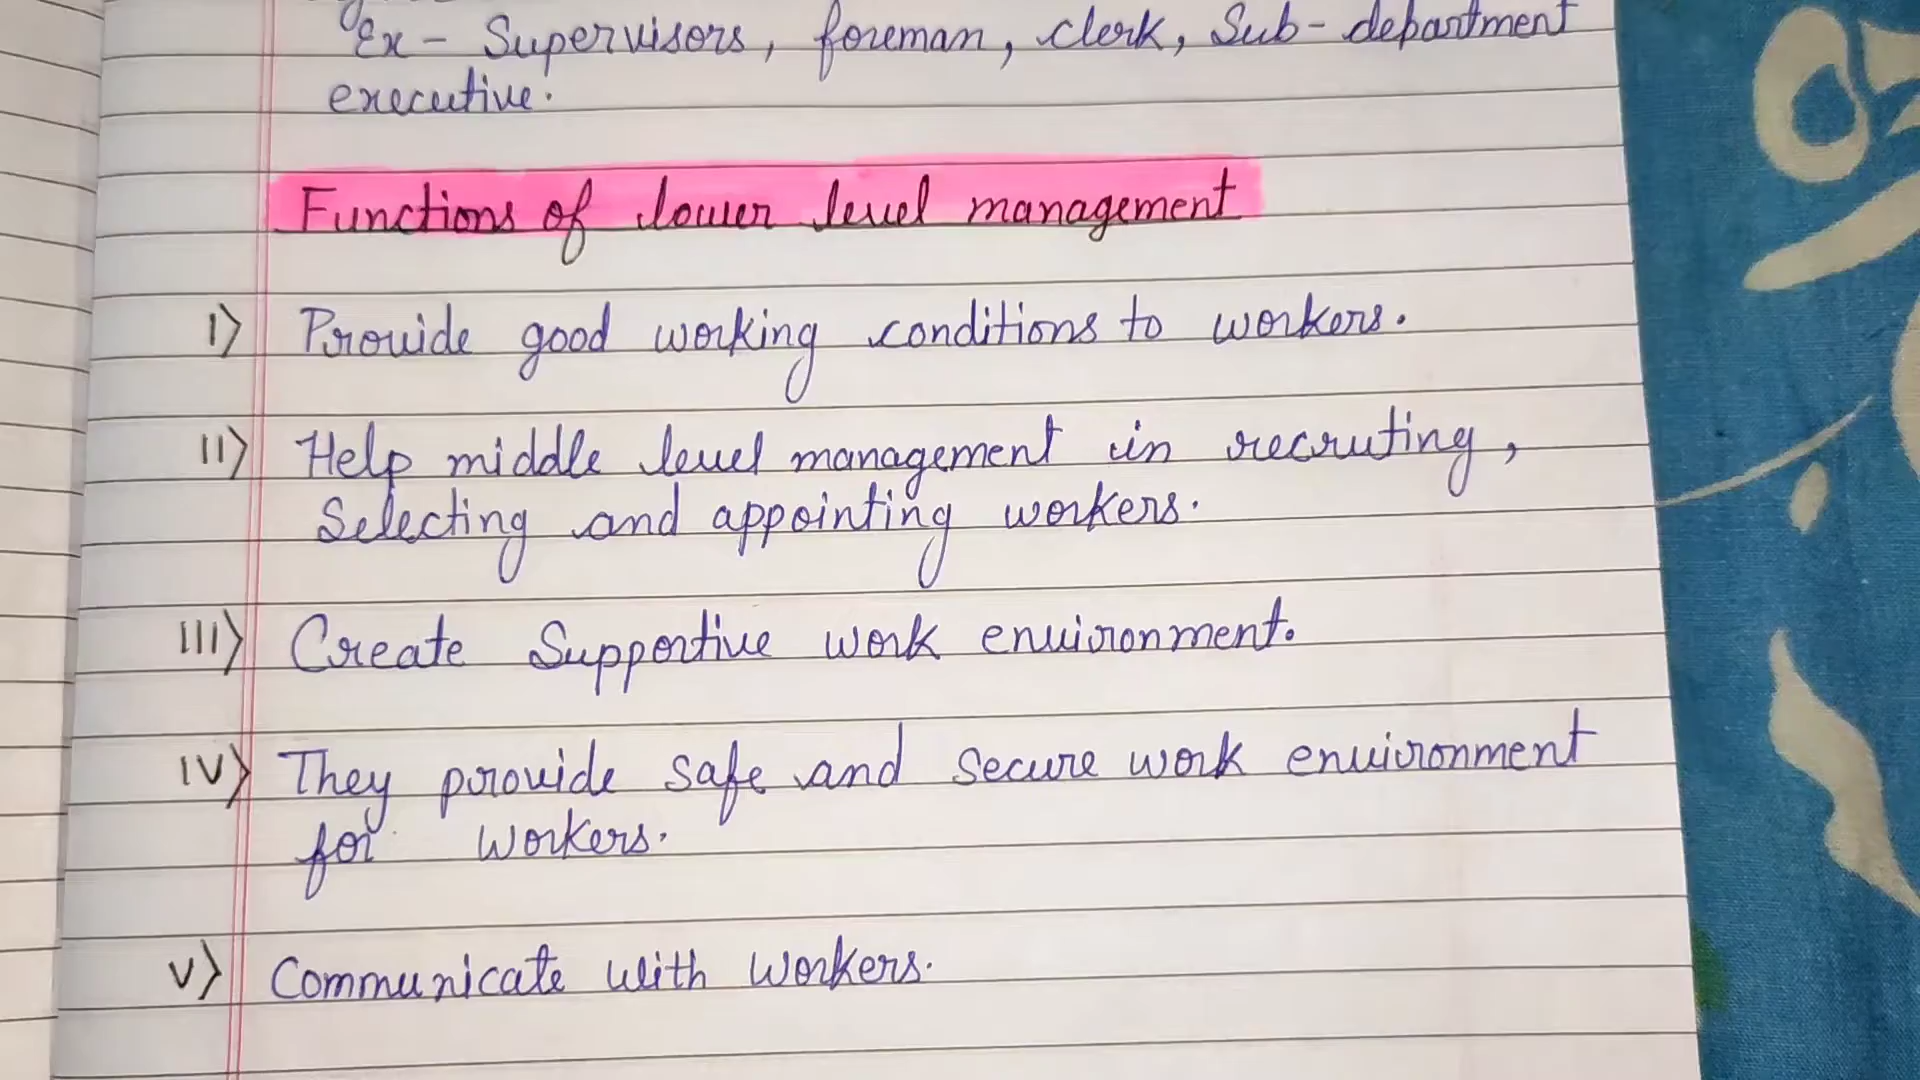 Ex - Supervisors, foreman, clerk, Sub-department
executive.
Functions of lower level management
I) Provide good working conditions to workers.
II) Help middle level management in recruting,
Selecting and appointing workers.
III) Create Supportive work environment.
IV) They provide safe and secure work environment
for workers.
V) Communicate with workers.